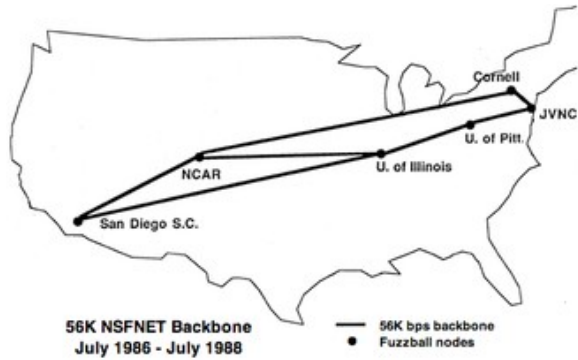 Cornell
JVNC
U. of Pitt.
U. of Illinois
NCAR
San Diego S.C.
56K NSFNET Backbone
July 1986 - July 1988
56K bps backbone
Fuzzball nodes